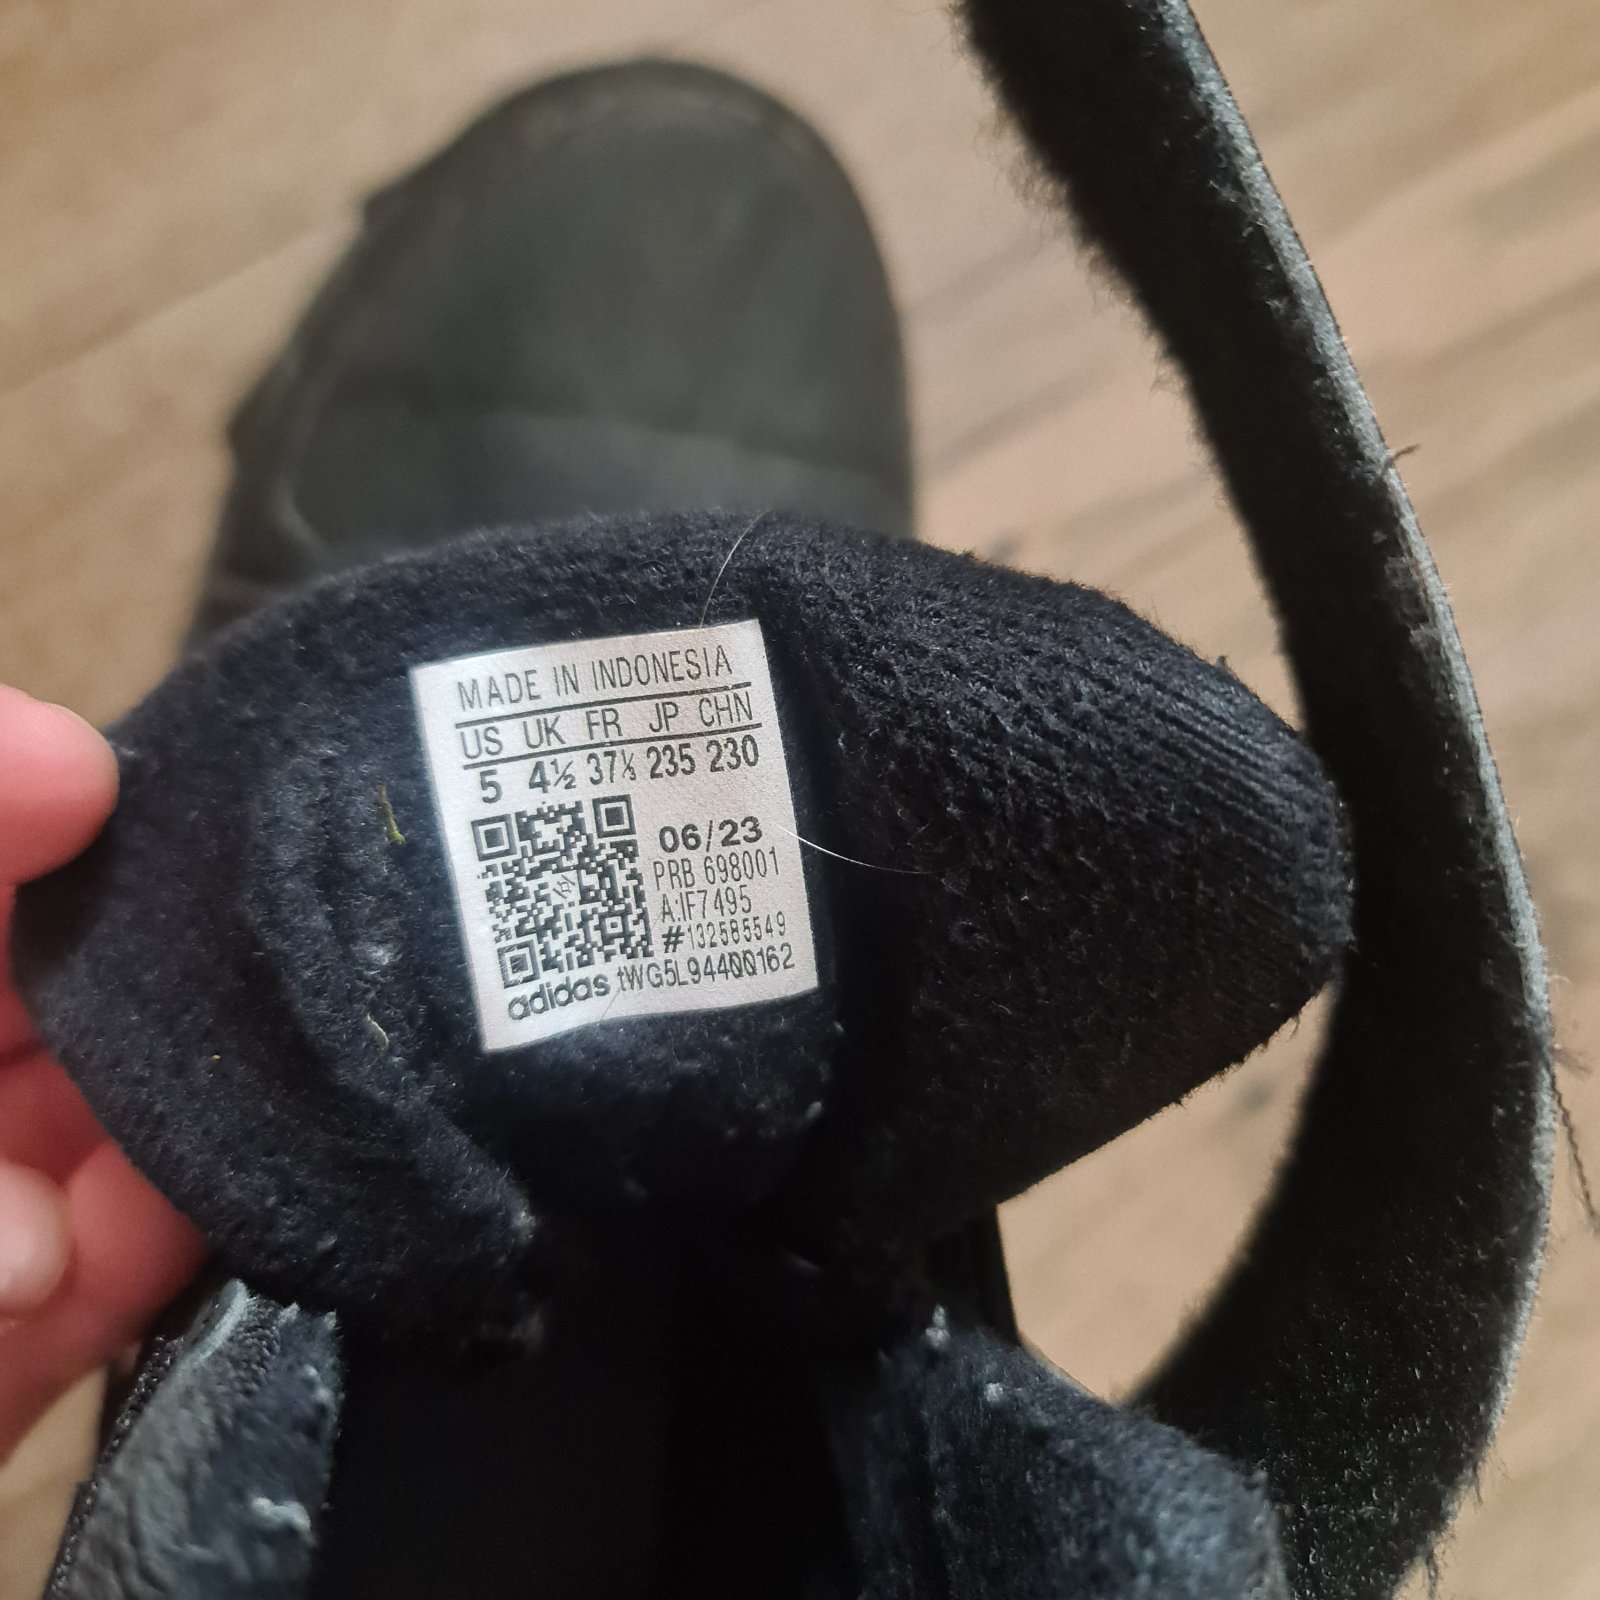 MADE IN INDONESIA
US UK FR JP CHN
5 4½ 37⅓ 235 230
06/23
PRB 698001
A:IF7495
#132585549
adidas tWG5L94400162